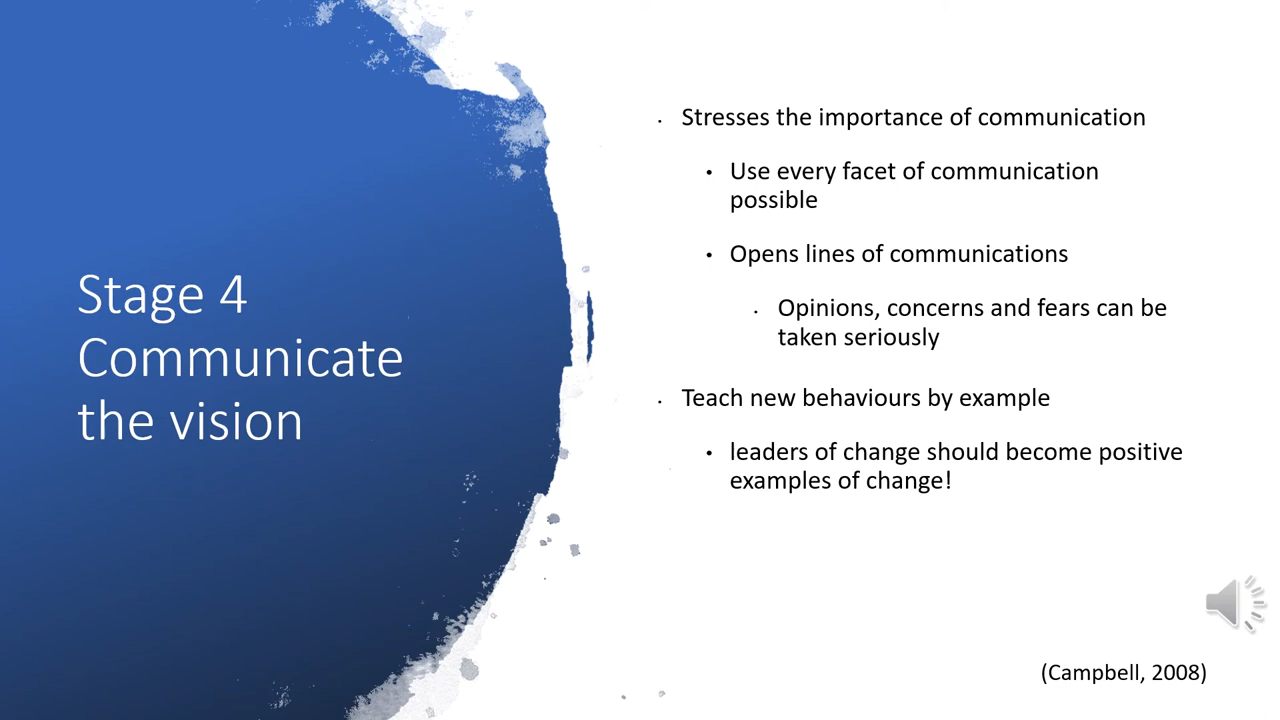 Stage 4
Communicate
the vision
· Stresses the importance of communication
• Use every facet of communication
possible
• Opens lines of communications
· Opinions, concerns and fears can be
taken seriously
· Teach new behaviours by example
• leaders of change should become positive
examples of change!
(Campbell, 2008)